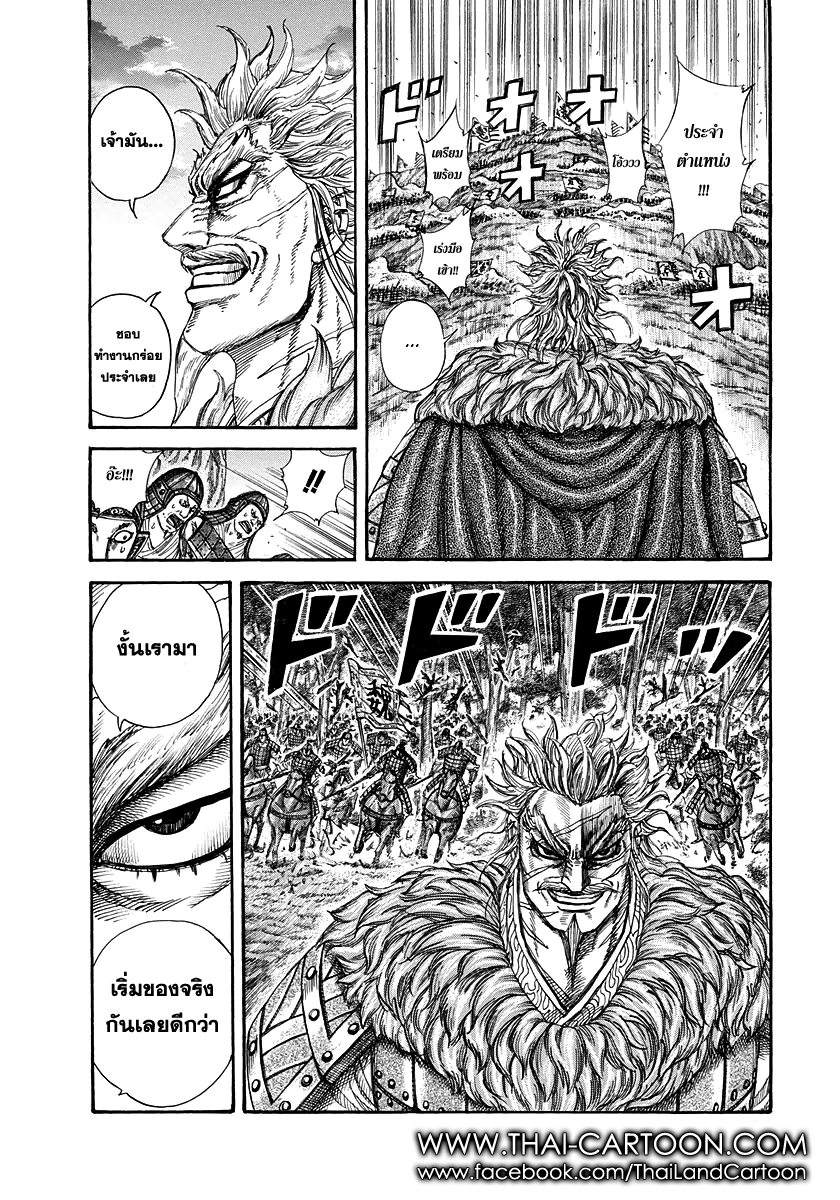 ประจำ
ตำแหน่ง
!!!
โอ้ววว
เตรียม
พร้อม
เร่งมือ
เข้า!!
...
ド
オ
オ
オ
オ
เจ้ามัน...
ชอบ
ทำงานกร่อย
ประจำเลย
!!
อ๊ะ!!!
ド
ド
ド
ッ
魏
งั้นเรามา
เริ่มของจริง
กันเลยดีกว่า
WWW.THAI-CARTOON.COM
www.facebook.com/ThaiLandCartoon